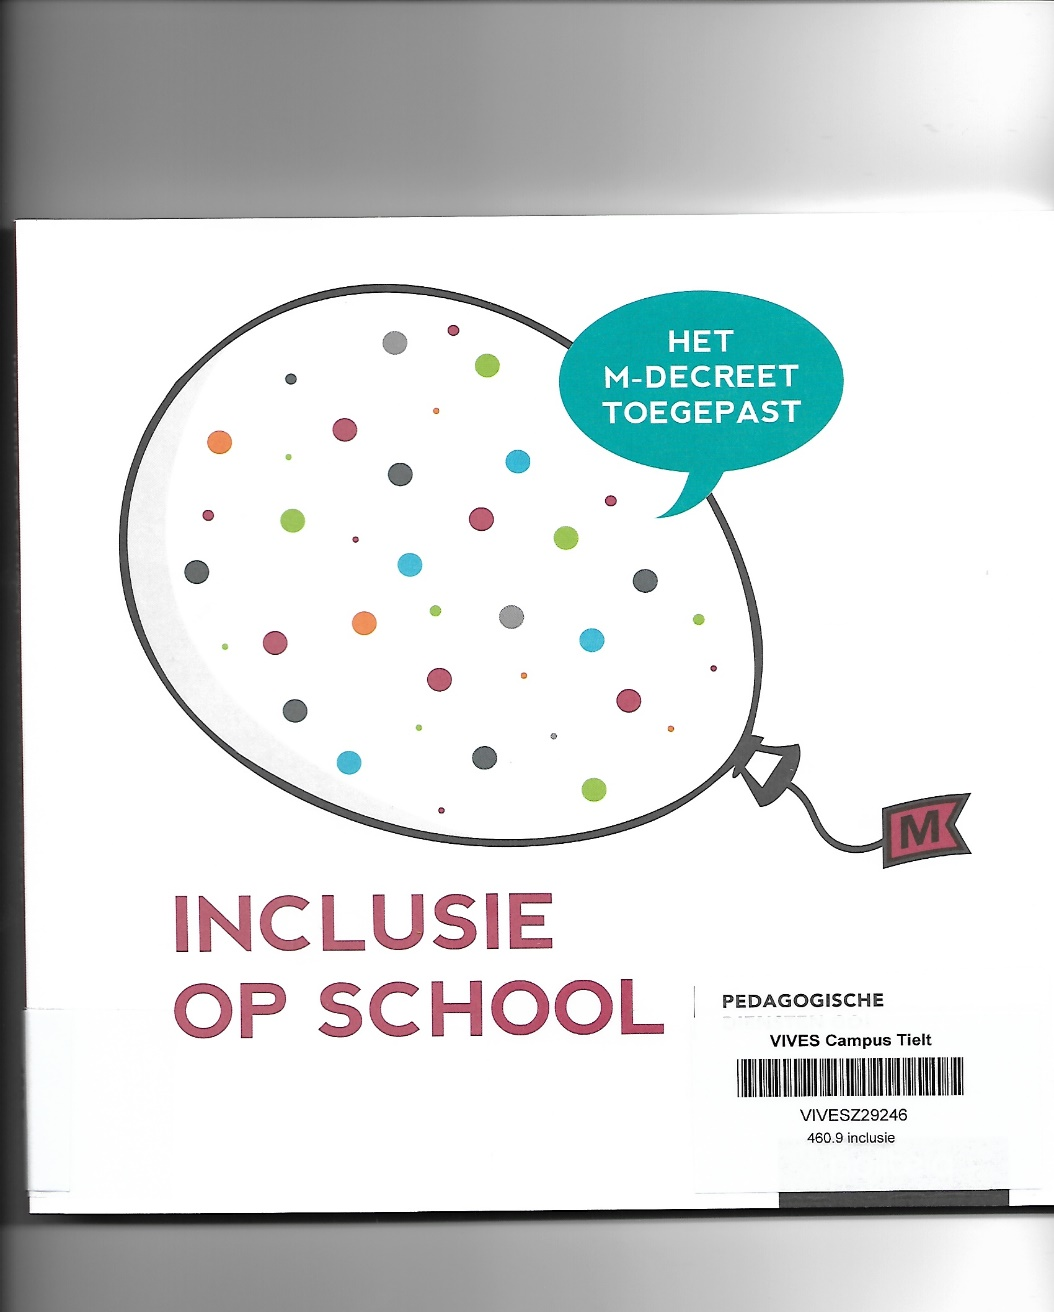 HET
M-DECREET
TOEGEPAST
M
INCLUSIE
OP SCHOOL
PEDAGOGISCHE
VIVES Campus Tielt
VIVESZ29246
460.9 inclusie